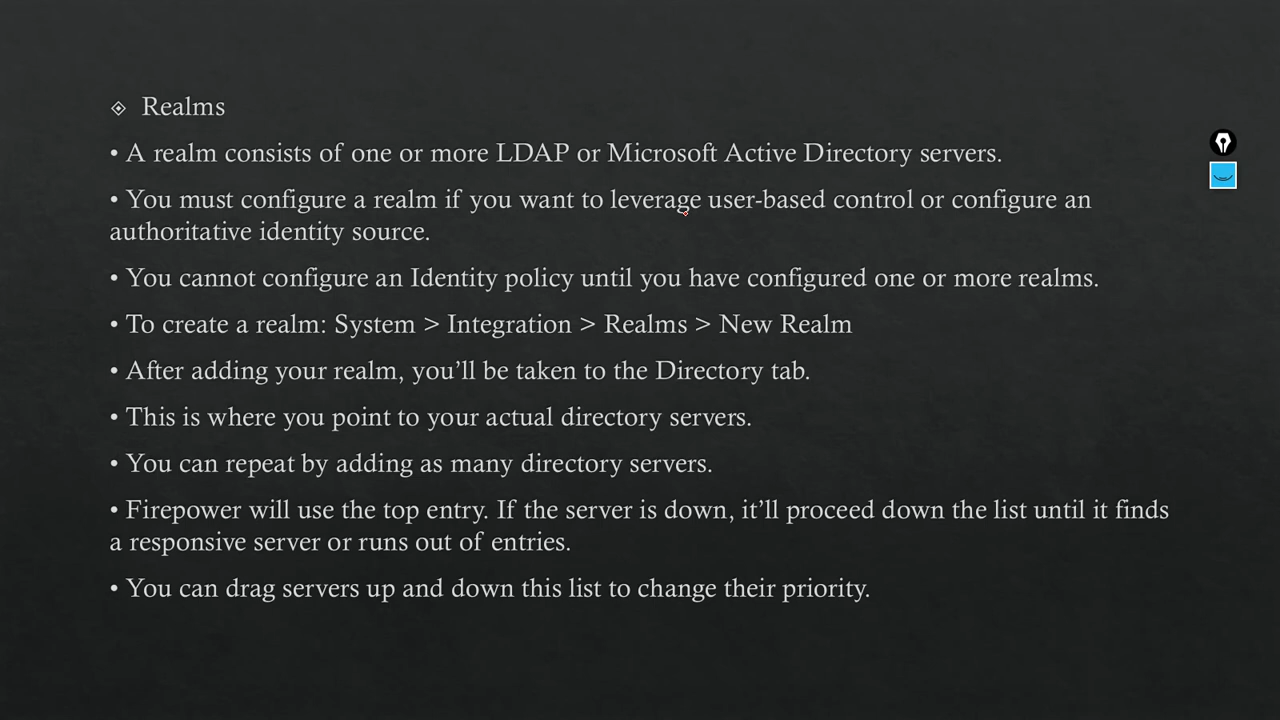 Realms
• A realm consists of one or more LDAP or Microsoft Active Directory servers.
• You must configure a realm if you want to leverage user-based control or configure an
authoritative identity source.
• You cannot configure an Identity policy until you have configured one or more realms.
• To create a realm: System > Integration > Realms > New Realm
• After adding your realm, you’ll be taken to the Directory tab.
• This is where you point to your actual directory servers.
• You can repeat by adding as many directory servers.
• Firepower will use the top entry. If the server is down, it’ll proceed down the list until it finds
a responsive server or runs out of entries.
• You can drag servers up and down this list to change their priority.